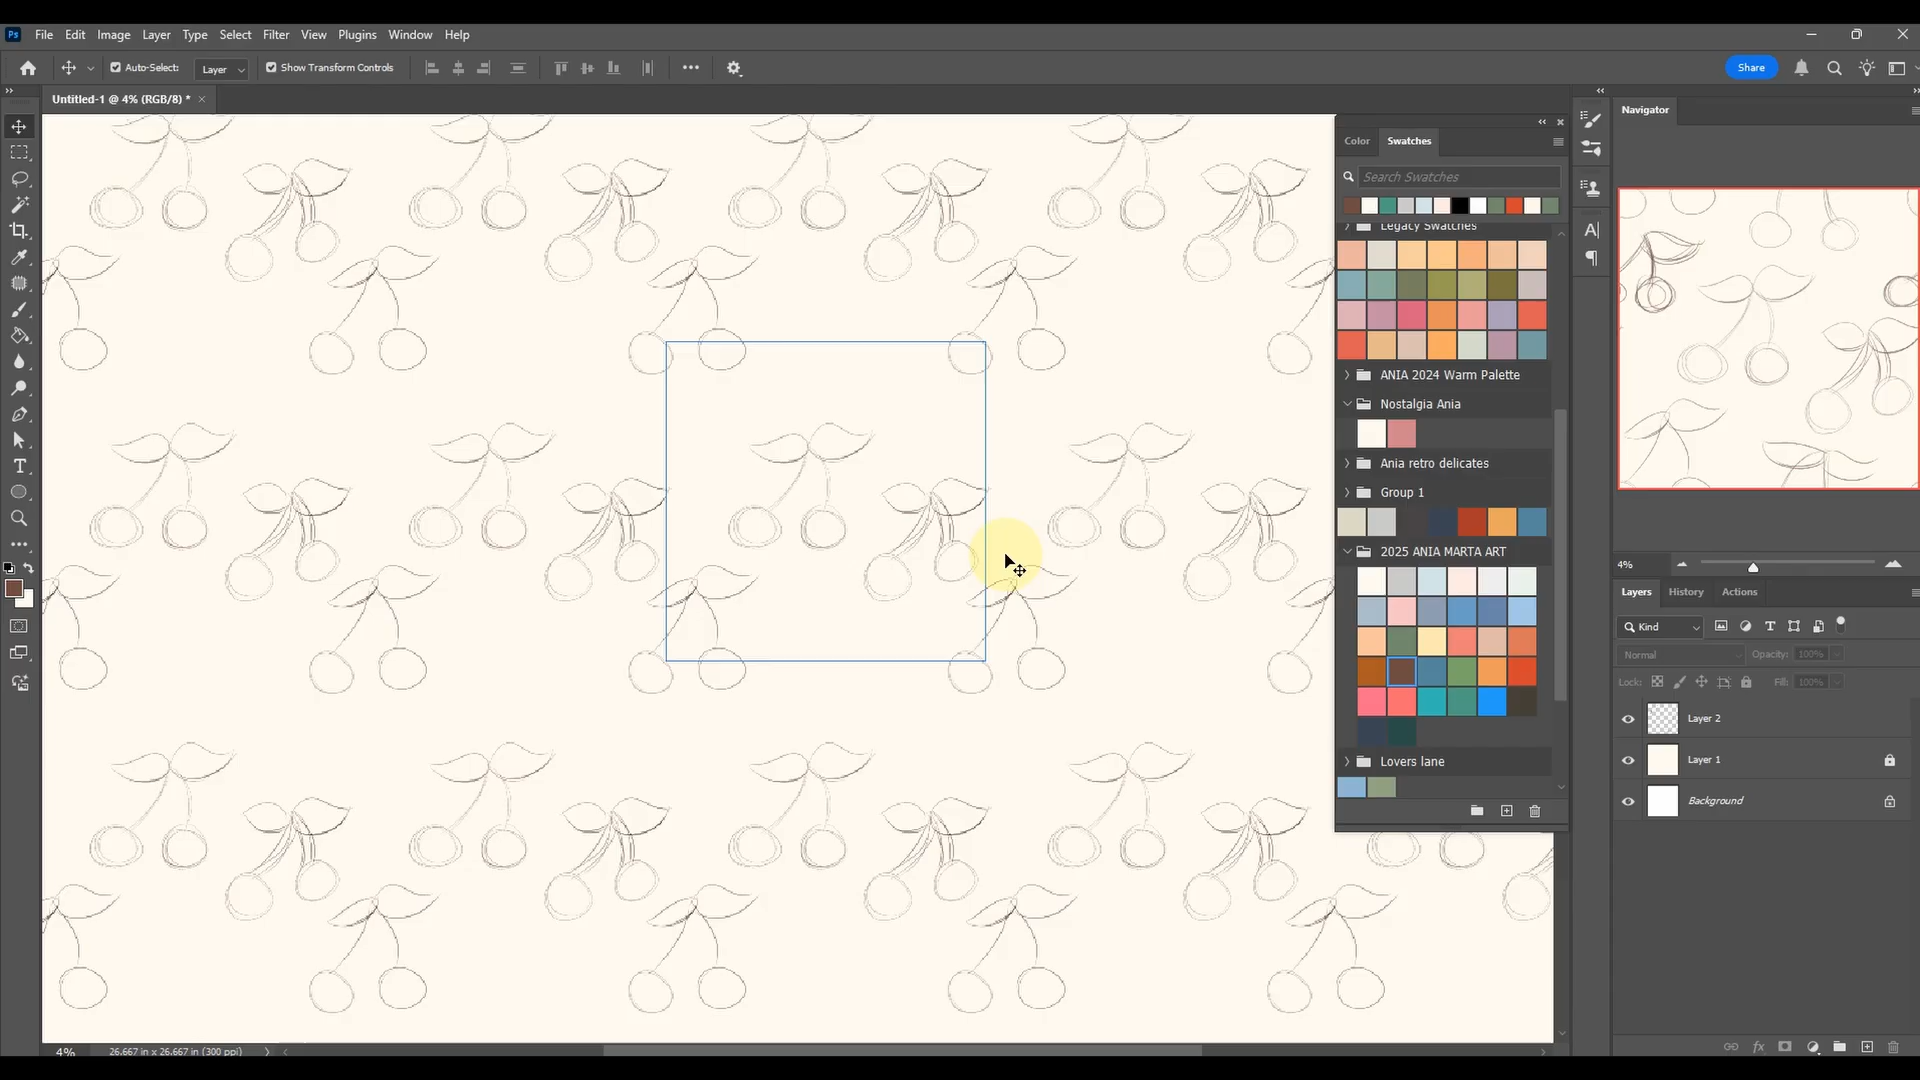 Ps File Edit Image Layer Type Select Filter View Plugins Window Help
Auto-Select: Layer Show Transform Controls Share
Untitled-1 @ 4% (RGB/8) * ×
Navigator
Color Swatches
Search Swatches
Legacy Swatches
ANIA 2024 Warm Palette
Nostalgia Ania
Ania retro delicates
Group 1
2025 ANIA MARTA ART
Lovers lane
4%
Layers History Actions
Kind
Normal Opacity: 100%
Lock: Fill: 100%
Layer 2
Layer 1
Background
4% 26.667 in x 26.667 in (300 ppi)